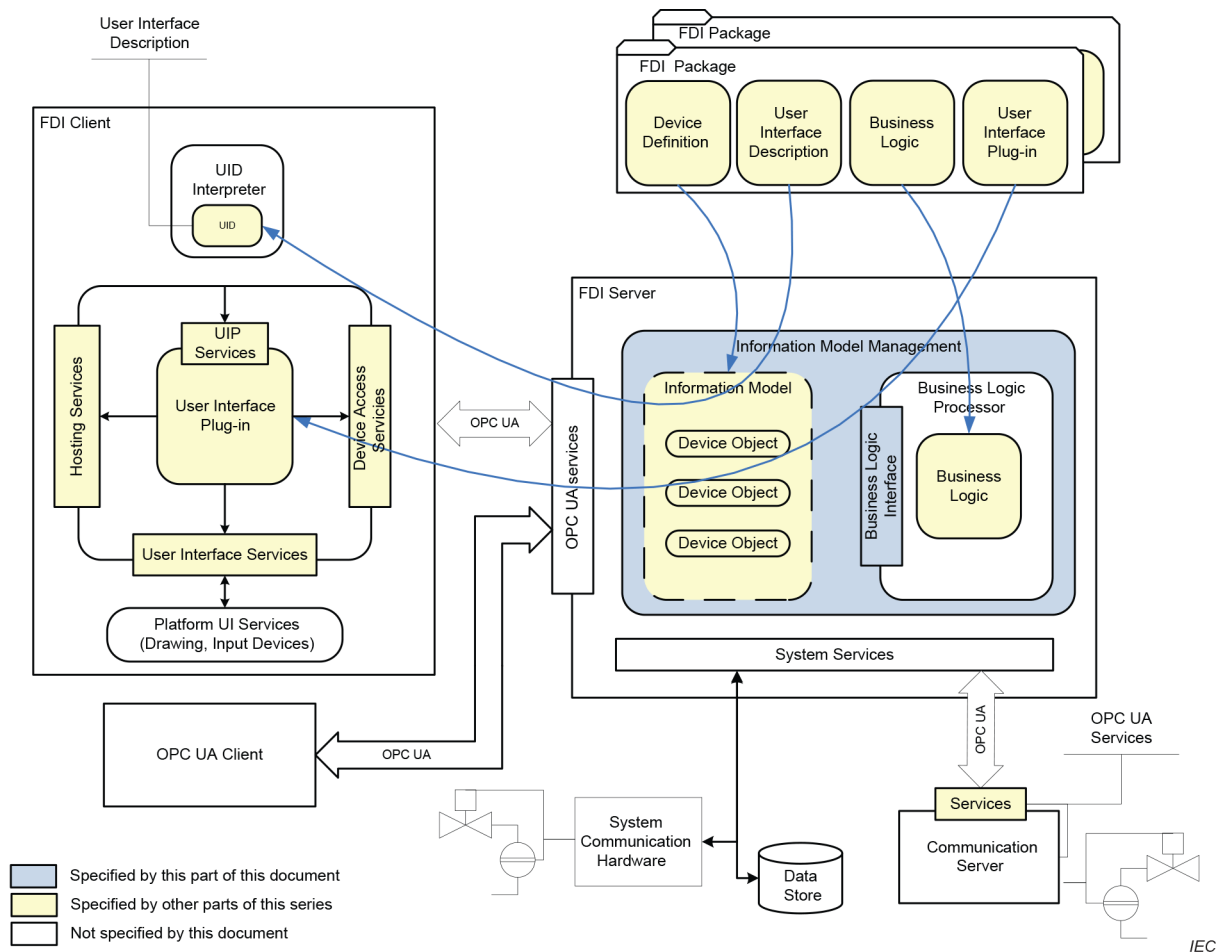 User Interface
Description
FDI Package
FDI Package
Device
Definition
User
Interface
Description
Business
Logic
User
Interface
Plug-in
FDI Client
UID
Interpreter
UID
UIP
Services
Hosting Services
User Interface
Plug-in
Device Access
Servicies
User Interface Services
Platform UI Services
(Drawing, Input Devices)
OPC UA
FDI Server
OPC UA services
Information Model Management
Information Model
Device Object
Device Object
Device Object
Business Logic
Processor
Business Logic
Interface
Business
Logic
System Services
OPC UA Client
OPC UA
OPC UA
OPC UA
Services
Services
Communication
Server
System
Communication
Hardware
Data
Store
Specified by this part of this document
Specified by other parts of this series
Not specified by this document
IEC